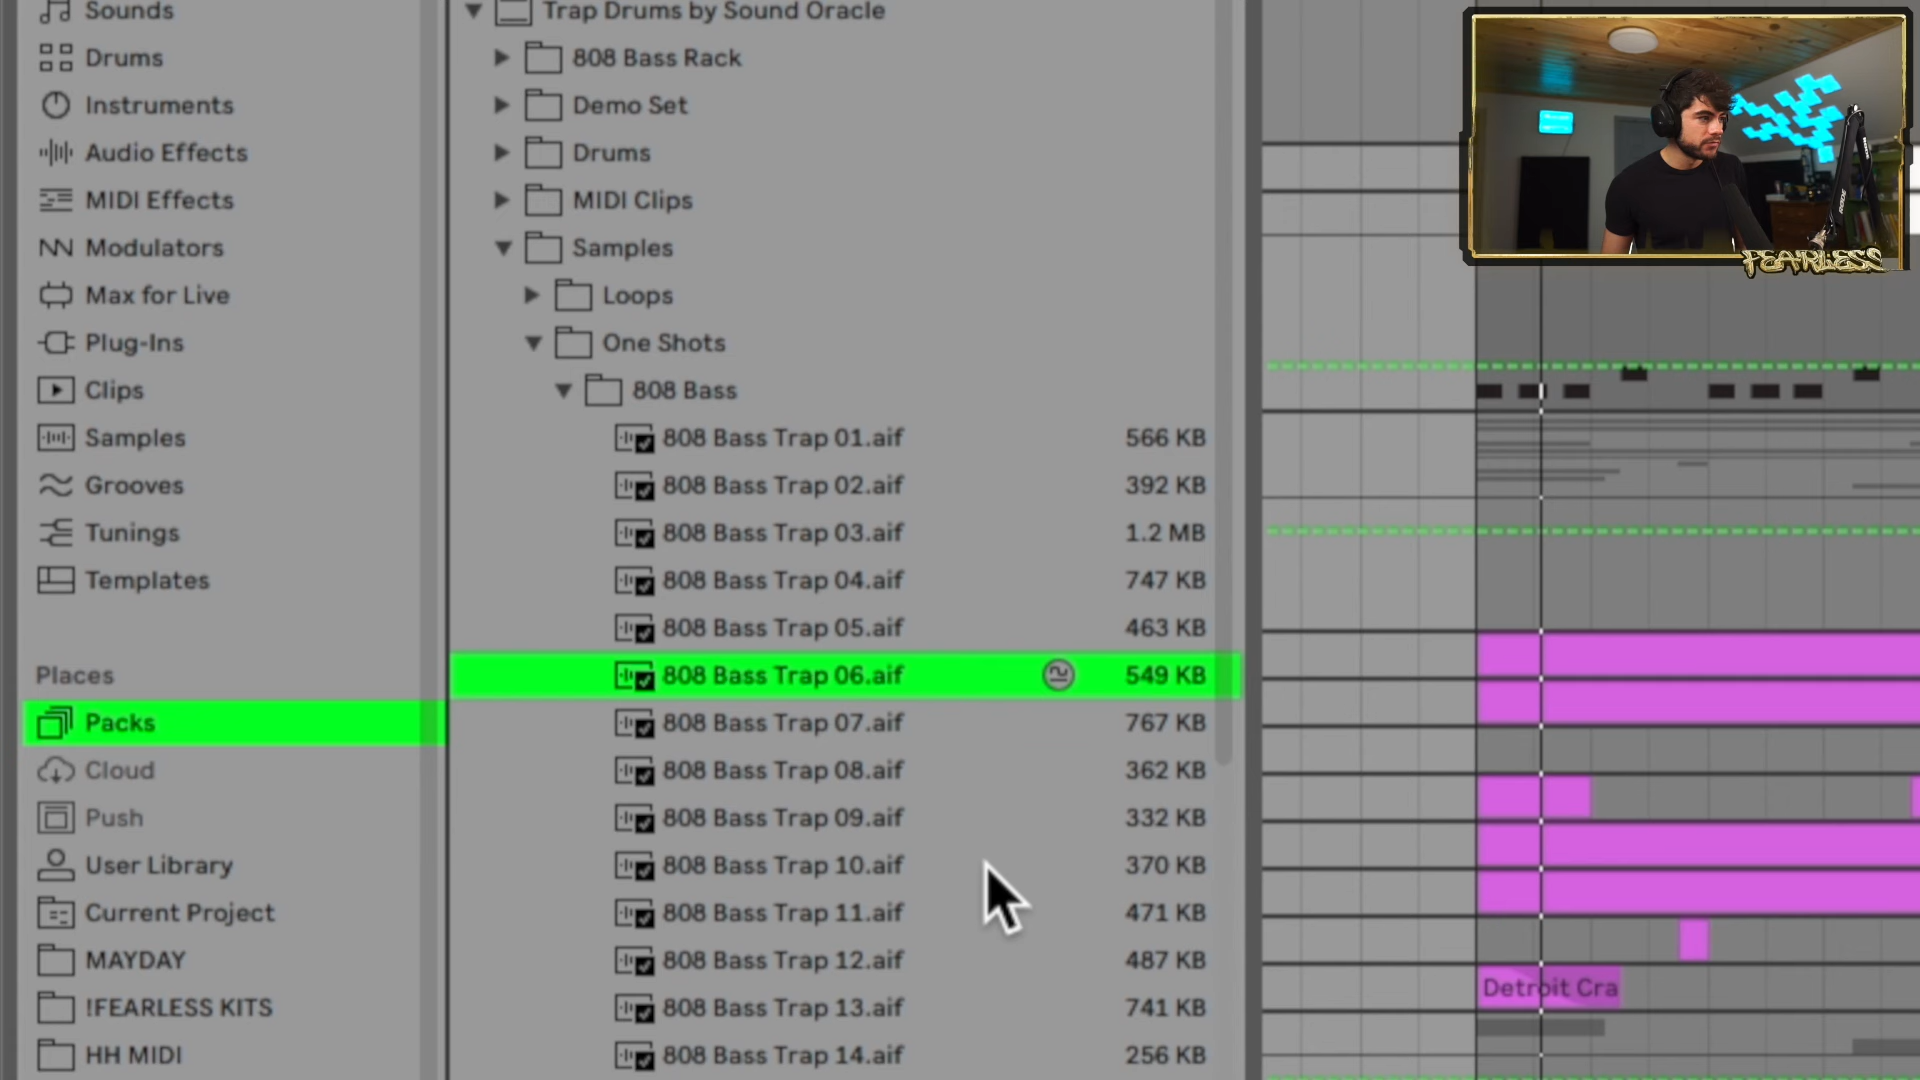 Sounds
Drums
Instruments
Audio Effects
MIDI Effects
Modulators
Max for Live
Plug-Ins
Clips
Samples
Grooves
Tunings
Templates
Places
Packs
Cloud
Push
User Library
Current Project
MAYDAY
!FEARLESS KITS
HH MIDI
Trap Drums by Sound Oracle
808 Bass Rack
Demo Set
Drums
MIDI Clips
Samples
Loops
One Shots
808 Bass
808 Bass Trap 01.aif 566 KB
808 Bass Trap 02.aif 392 KB
808 Bass Trap 03.aif 1.2 MB
808 Bass Trap 04.aif 747 KB
808 Bass Trap 05.aif 463 KB
808 Bass Trap 06.aif 549 KB
808 Bass Trap 07.aif 767 KB
808 Bass Trap 08.aif 362 KB
808 Bass Trap 09.aif 332 KB
808 Bass Trap 10.aif 370 KB
808 Bass Trap 11.aif 471 KB
808 Bass Trap 12.aif 487 KB
808 Bass Trap 13.aif 741 KB
808 Bass Trap 14.aif 256 KB
RODE
FEARLESS
Detroit Cra